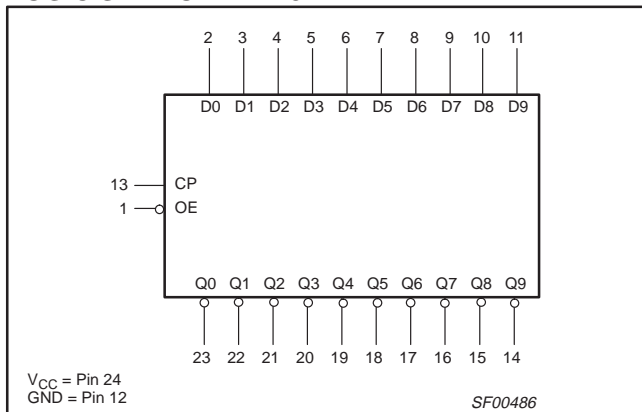 2 3 4 5 6 7 8 9 10 11
D0 D1 D2 D3 D4 D5 D6 D7 D8 D9
13 CP
1 OE
Q0 Q1 Q2 Q3 Q4 Q5 Q6 Q7 Q8 Q9
23 22 21 20 19 18 17 16 15 14
VCC = Pin 24
GND = Pin 12
SF00486